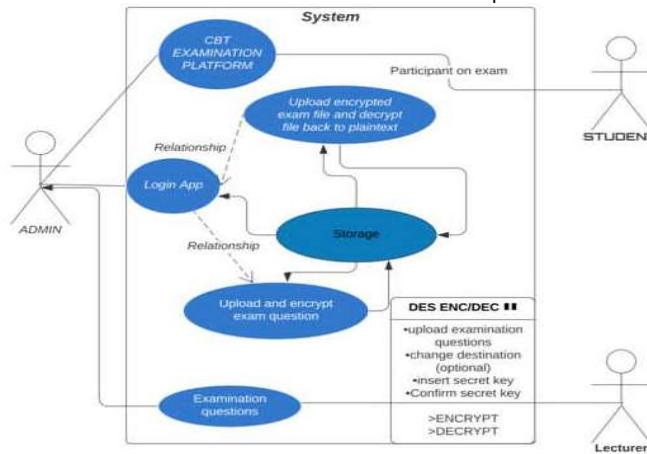 System
CBT
EXAMINATION
PLATFORM
Participant on exam
Upload encrypted
exam file and decrypt
file back to plaintext
STUDEN
Relationship
Login App
ADMIN
Storage
Relationship
Upload and encrypt
exam question
DES ENC/DEC
•upload examination
questions
•change destination
(optional)
•insert secret key
•Confirm secret key
>ENCRYPT
>DECRYPT
Examination
questions
Lecturer